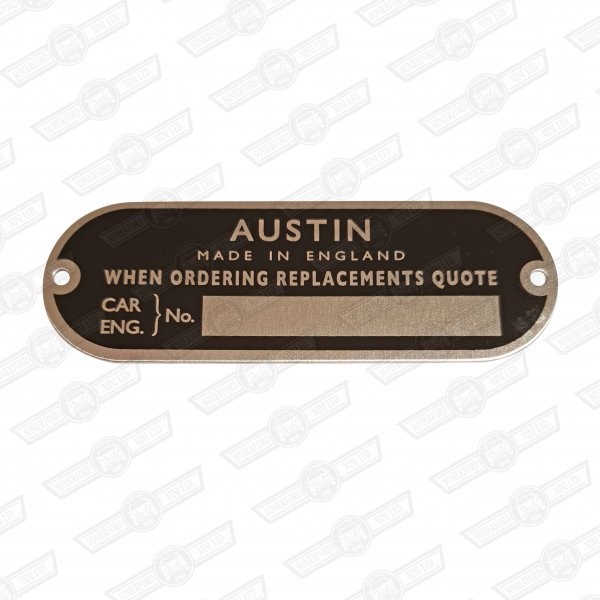 AUSTIN
MADE IN ENGLAND
WHEN ORDERING REPLACEMENTS QUOTE
CAR
ENG. } No.